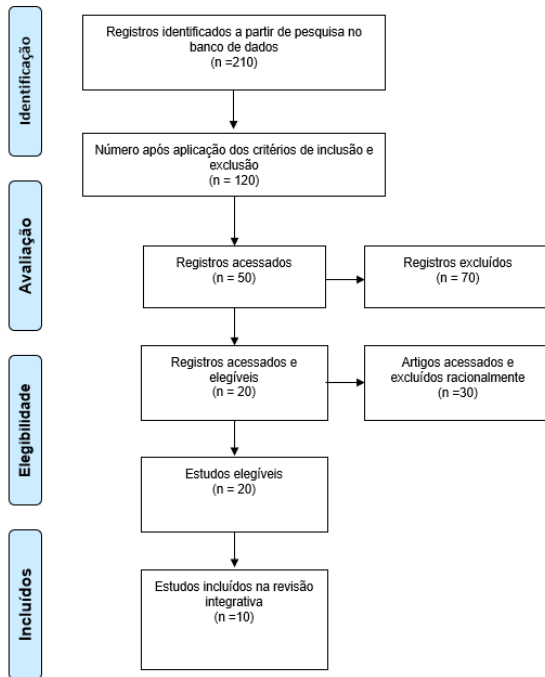 Identificação
Registros identificados a partir de pesquisa no
banco de dados
(n =210)
Número após aplicação dos critérios de inclusão e
exclusão
(n = 120)
Avaliação
Registros acessados
(n = 50)
Registros excluídos
(n = 70)
Elegibilidade
Registros acessados e
elegíveis
(n = 20)
Artigos acessados e
excluídos racionalmente
(n =30)
Estudos elegíveis
(n = 20)
Incluídos
Estudos incluídos na revisão
integrativa
(n =10)